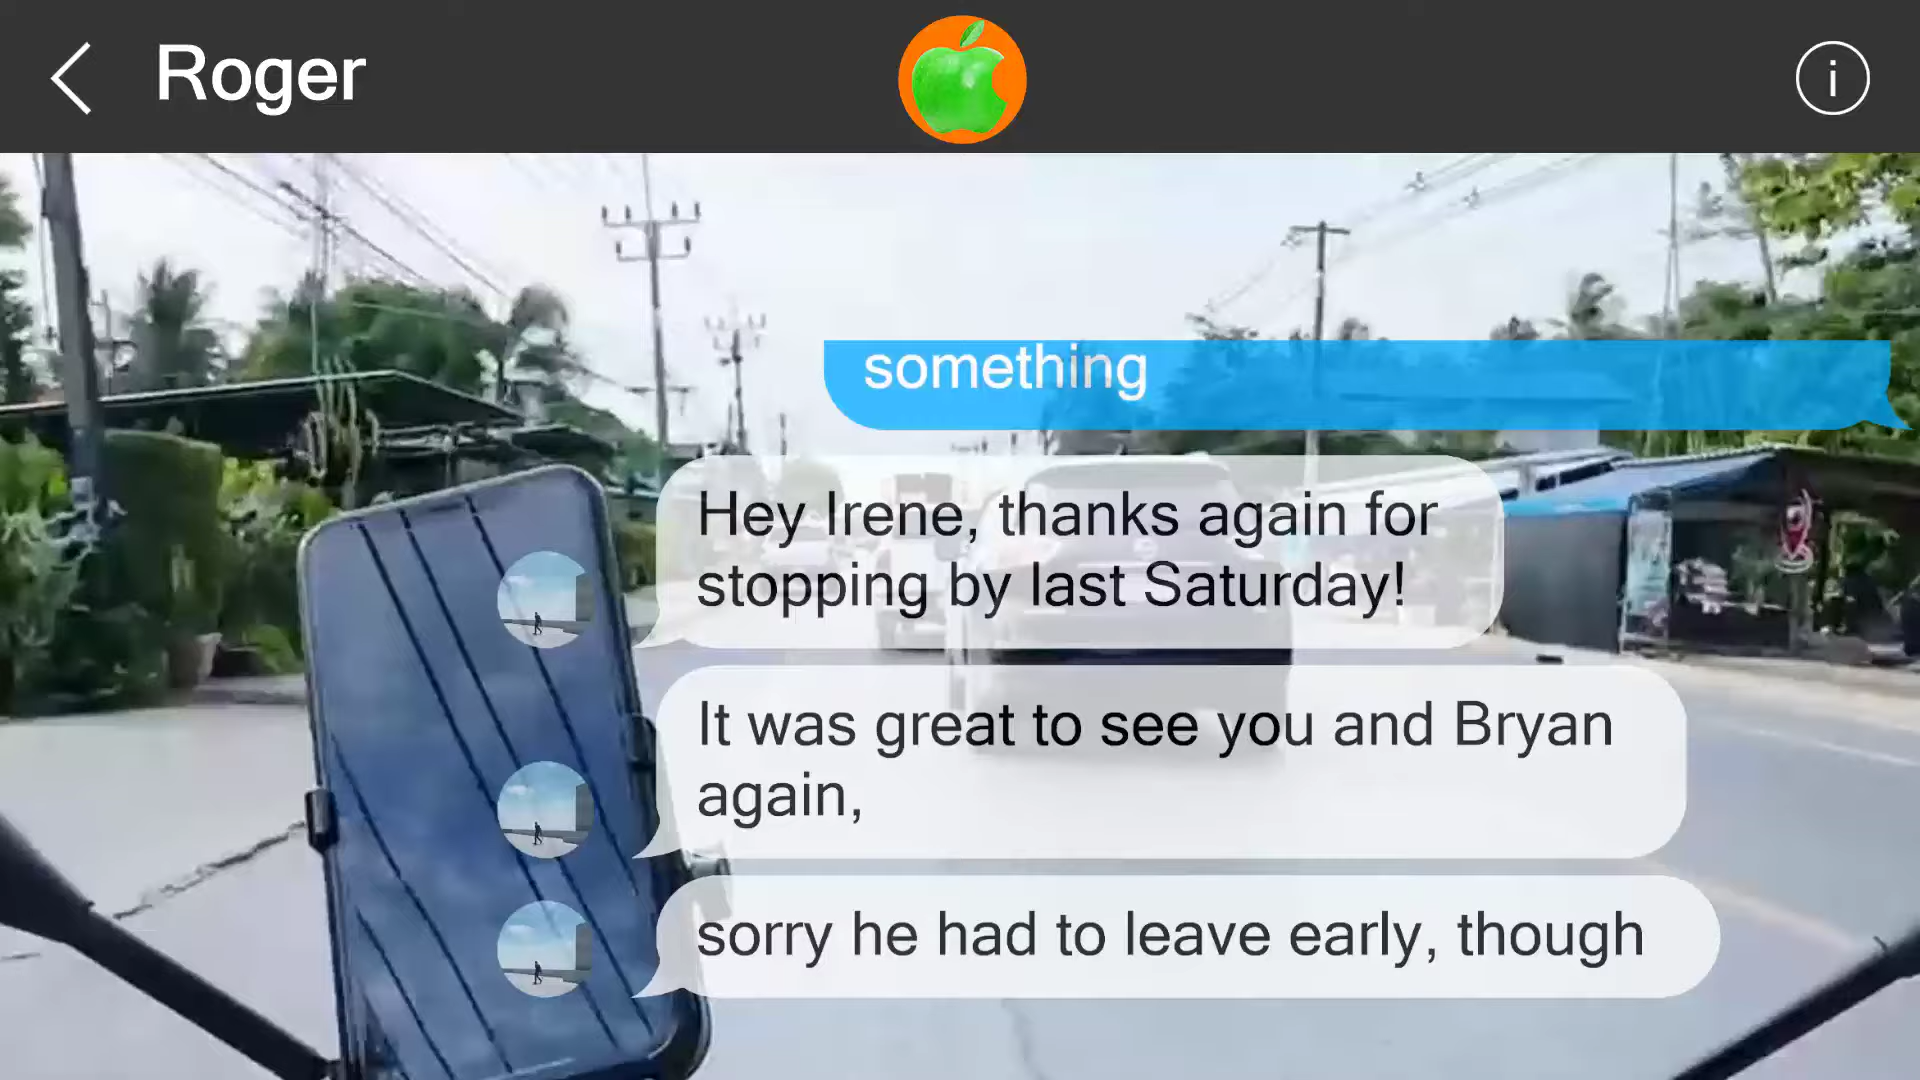 Roger
something
Hey Irene, thanks again for
stopping by last Saturday!
It was great to see you and Bryan
again,
sorry he had to leave early, though